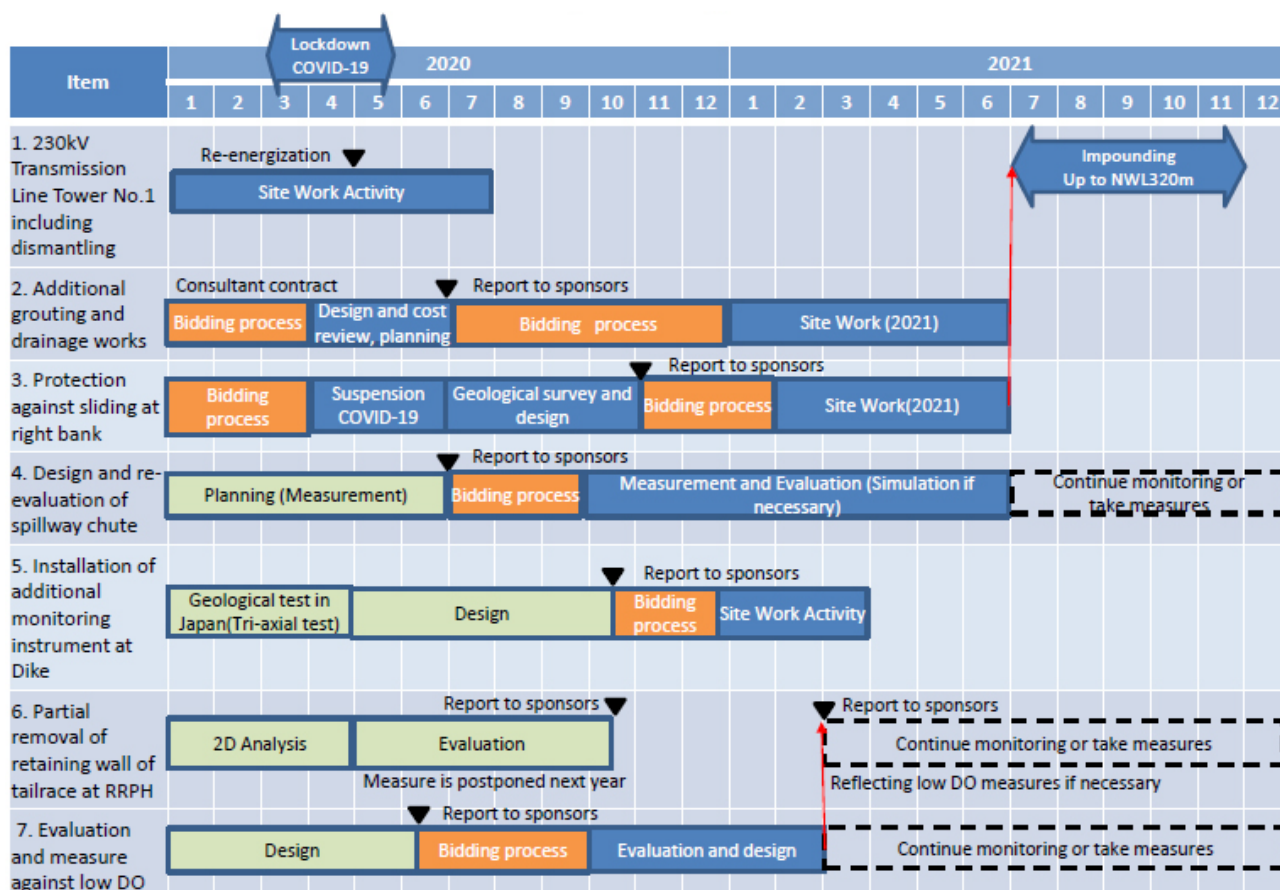 Lockdown
COVID-19
Item
2020
2021
1 2 3 4 5 6 7 8 9 10 11 12 1 2 3 4 5 6 7 8 9 10 11 12
1. 230kV
Transmission
Line Tower No.1
including
dismantling
Re-energization
Site Work Activity
Impounding
Up to NWL320m
2. Additional
grouting and
drainage works
Consultant contract
Report to sponsors
Bidding process
Design and cost
review, planning
Bidding process
Site Work (2021)
3. Protection
against sliding at
right bank
Report to sponsors
Bidding
process
Suspension
COVID-19
Geological survey and
design
Bidding process
Site Work(2021)
4. Design and re-
evaluation of
spillway chute
Report to sponsors
Planning (Measurement)
Bidding process
Measurement and Evaluation (Simulation if
necessary)
Continue monitoring or
take measures
5. Installation of
additional
monitoring
instrument at
Dike
Report to sponsors
Geological test in
Japan(Tri-axial test)
Design
Bidding
process
Site Work Activity
6. Partial
removal of
retaining wall of
tailrace at RRPH
Report to sponsors
Report to sponsors
2D Analysis
Evaluation
Continue monitoring or take measures
Measure is postponed next year
Reflecting low DO measures if necessary
7. Evaluation
and measure
against low DO
Report to sponsors
Design
Bidding process
Evaluation and design
Continue monitoring or take measures